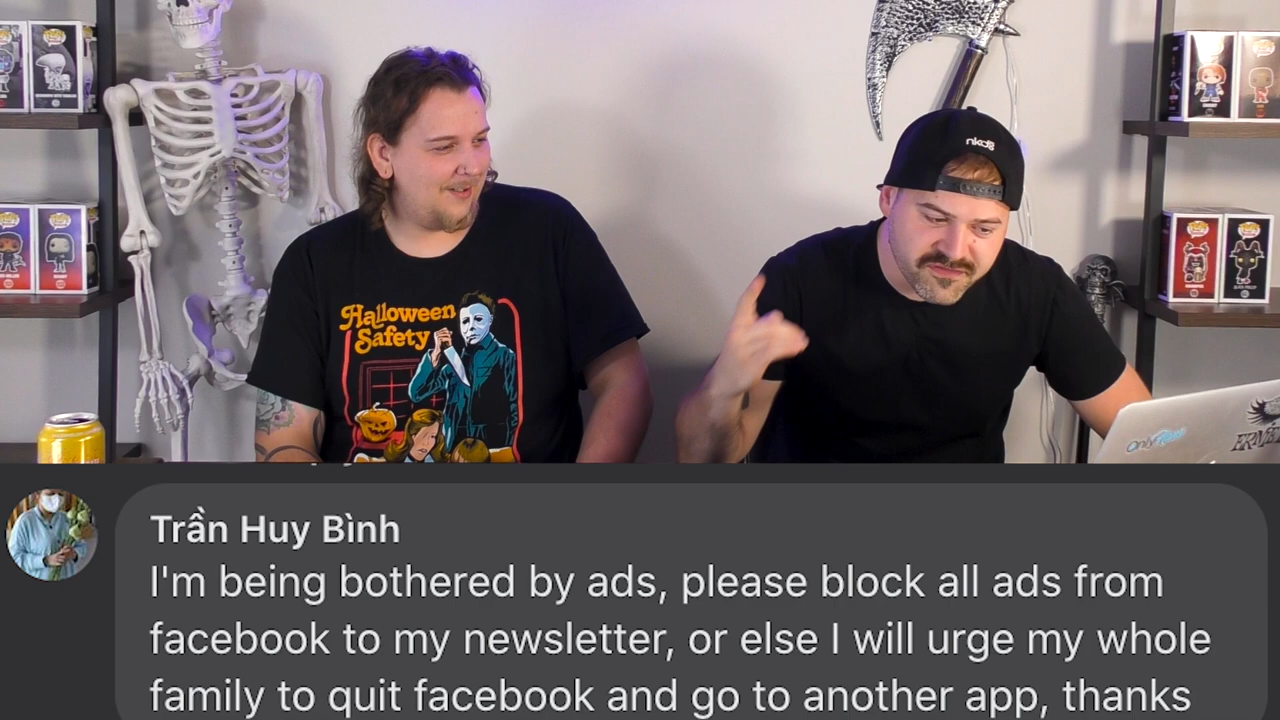 nkd8
Halloween
Safety
Trần Huy Bình
I'm being bothered by ads, please block all ads from
facebook to my newsletter, or else I will urge my whole
family to quit facebook and go to another app, thanks